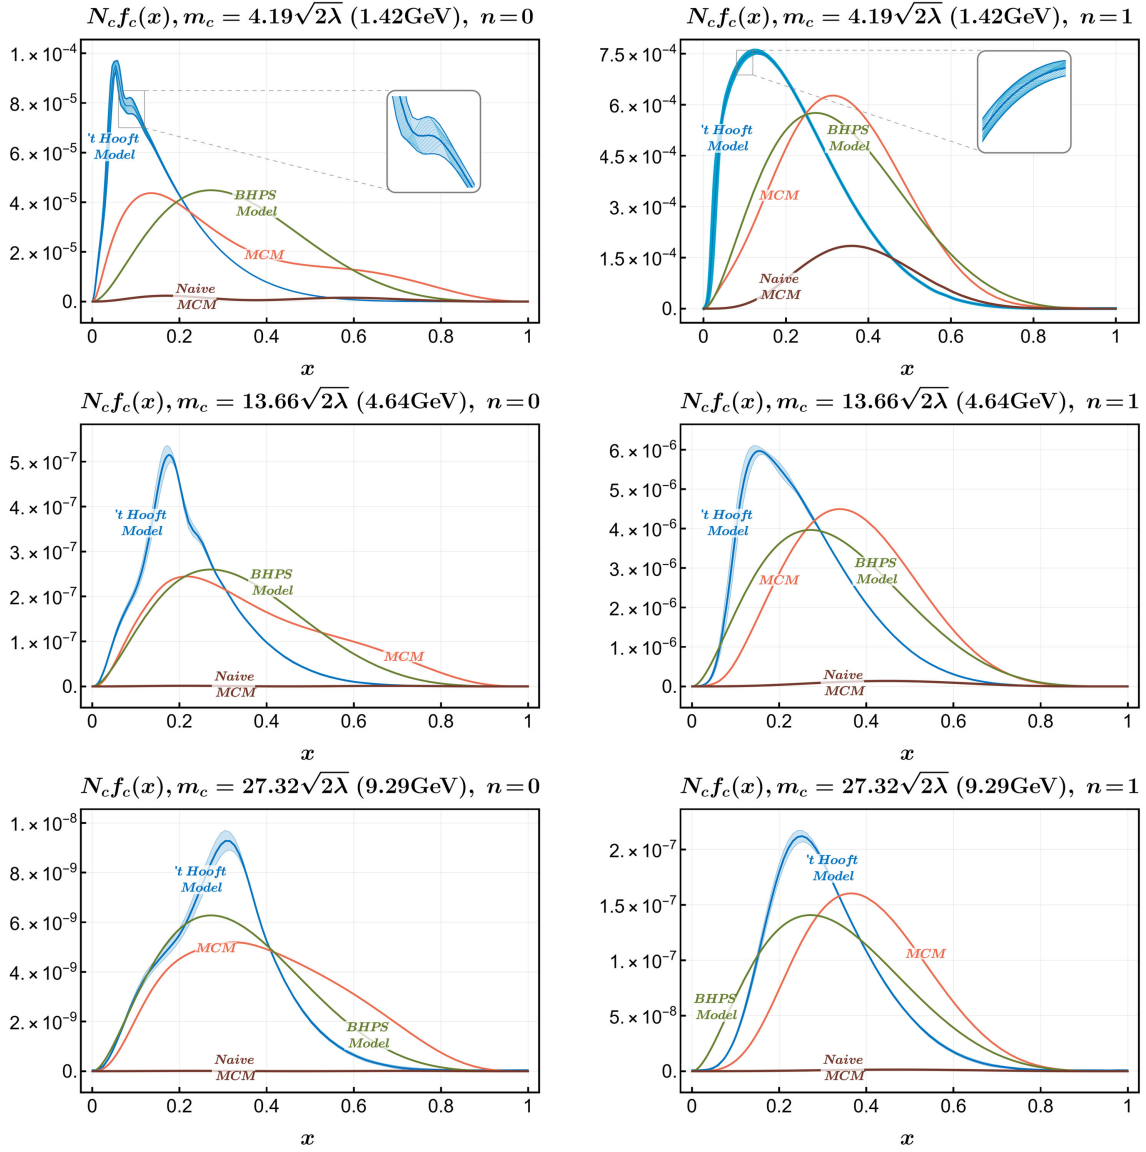 N_c f_c(x), m_c = 4.19√2λ (1.42GeV), n=0
1.×10⁻⁴
8.×10⁻⁵
6.×10⁻⁵
4.×10⁻⁵
2.×10⁻⁵
0.
't Hooft
Model
BHPS
Model
MCM
Naive
MCM
0 0.2 0.4 0.6 0.8 1
x
N_c f_c(x), m_c = 4.19√2λ (1.42GeV), n=1
7.5×10⁻⁴
6.×10⁻⁴
4.5×10⁻⁴
3.×10⁻⁴
1.5×10⁻⁴
0.
't Hooft
Model
BHPS
Model
MCM
Naive
MCM
0 0.2 0.4 0.6 0.8 1
x
N_c f_c(x), m_c = 13.66√2λ (4.64GeV), n=0
5.×10⁻⁷
4.×10⁻⁷
3.×10⁻⁷
2.×10⁻⁷
1.×10⁻⁷
0.
't Hooft
Model
BHPS
Model
MCM
Naive
MCM
0 0.2 0.4 0.6 0.8 1
x
N_c f_c(x), m_c = 13.66√2λ (4.64GeV), n=1
6.×10⁻⁶
5.×10⁻⁶
4.×10⁻⁶
3.×10⁻⁶
2.×10⁻⁶
1.×10⁻⁶
0.
't Hooft
Model
BHPS
Model
MCM
Naive
MCM
0 0.2 0.4 0.6 0.8 1
x
N_c f_c(x), m_c = 27.32√2λ (9.29GeV), n=0
1.×10⁻⁸
8.×10⁻⁹
6.×10⁻⁹
4.×10⁻⁹
2.×10⁻⁹
0.
't Hooft
Model
MCM
BHPS
Model
Naive
MCM
0 0.2 0.4 0.6 0.8 1
x
N_c f_c(x), m_c = 27.32√2λ (9.29GeV), n=1
2.×10⁻⁷
1.5×10⁻⁷
1.×10⁻⁷
5.×10⁻⁸
0.
't Hooft
Model
MCM
BHPS
Model
Naive
MCM
0 0.2 0.4 0.6 0.8 1
x